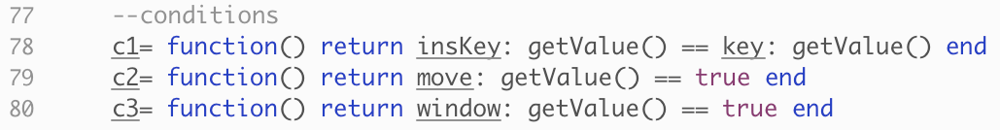 77 --conditions
78 c1= function() return insKey: getValue() == key: getValue() end
79 c2= function() return move: getValue() == true end
80 c3= function() return window: getValue() == true end